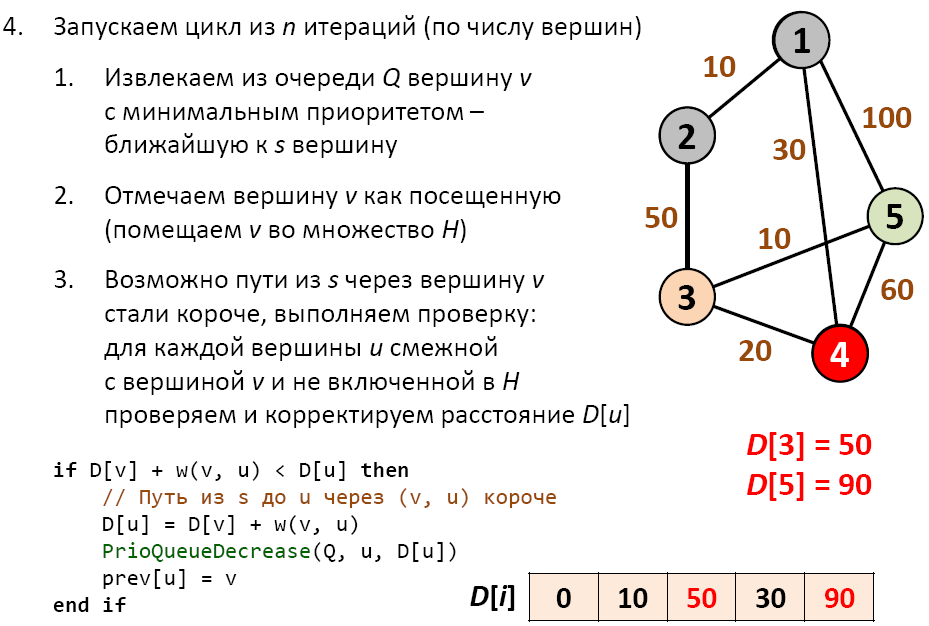 4. Запускаем цикл из n итераций (по числу вершин)
1. Извлекаем из очереди Q вершину v
с минимальным приоритетом –
ближайшую к s вершину
2. Отмечаем вершину v как посещенную
(помещаем v во множество H)
3. Возможно пути из s через вершину v
стали короче, выполняем проверку:
для каждой вершины u смежной
с вершиной v и не включенной в H
проверяем и корректируем расстояние D[u]
if D[v] + w(v, u) < D[u] then
// Путь из s до u через (v, u) короче
D[u] = D[v] + w(v, u)
PrioQueueDecrease(Q, u, D[u])
prev[u] = v
end if
1
10
2
100
30
5
50
10
3
60
20
4
D[3] = 50
D[5] = 90
D[i] 0 10 50 30 90